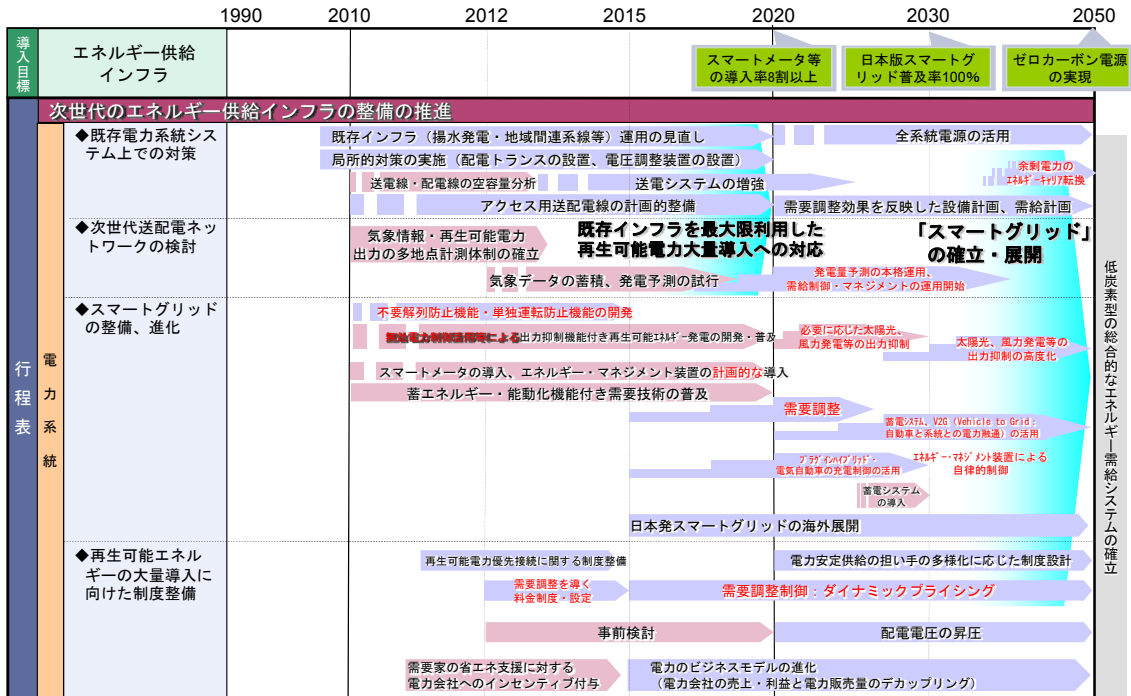 1990
2010
2012
2015
2020
2030
2050
導入目標
エネルギー供給
インフラ
スマートメータ等
の導入率8割以上
日本版スマートグ
リッド普及率100%
ゼロカーボン電源
の実現
行程表
次世代のエネルギー供給インフラの整備の推進
電力系統
◆既存電力系統シス
テム上での対策
既存インフラ（揚水発電・地域間連系線等）運用の見直し
全系統電源の活用
局所的対策の実施（配電トランスの設置、電圧調整装置の設置）
余剰電力の
エネルギーキャリア転換
送電線・配電線の空容量分析
送電システムの増強
アクセス用送配電線の計画的整備
需要調整効果を反映した設備計画、需給計画
◆次世代送配電ネッ
トワークの検討
気象情報・再生可能電力
出力の多地点計測体制の確立
既存インフラを最大限利用した
再生可能電力大量導入への対応
「スマートグリッド」
の確立・展開
気象データの蓄積、発電予測の試行
発電量予測の本格運用、
需給制御・マネジメントの運用開始
◆スマートグリッド
の整備、進化
不要解列防止機能・単独運転防止機能の開発
による出力抑制機能付き再生可能エネルギー発電の開発・普及
必要に応じた太陽光、
風力発電等の出力抑制
太陽光、風力発電等の
出力抑制の高度化
スマートメータの導入、エネルギー・マネジメント装置の計画的な導入
蓄エネルギー・能動化機能付き需要技術の普及
需要調整
蓄電システム、V2G（Vehicle to Grid：
自動車と系統との電力融通）の活用
プラグインハイブリッド・
電気自動車の充電制御の活用
エネルギー・マネジメント装置による
自律的制御
蓄電システム
の導入
日本発スマートグリッドの海外展開
◆再生可能エネル
ギーの大量導入に
向けた制度整備
再生可能電力優先接続に関する制度整備
電力安定供給の担い手の多様化に応じた制度設計
需要調整を導く
料金制度・設定
需要調整制御：ダイナミックプライシング
事前検討
配電電圧の昇圧
需要家の省エネ支援に対する
電力会社へのインセンティブ付与
電力のビジネスモデルの進化
（電力会社の売上・利益と電力販売量のデカップリング）
低炭素型の総合的なエネルギー需給システムの確立